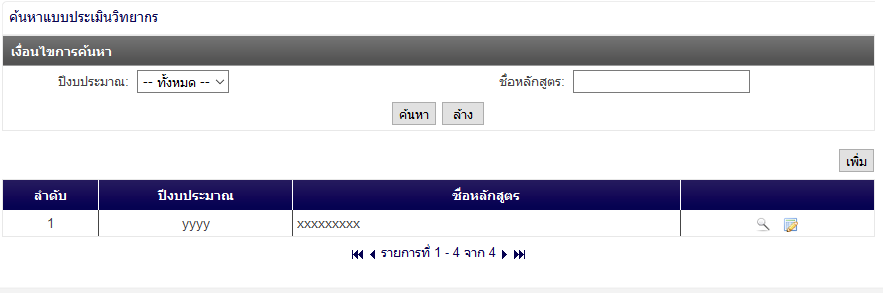 ค้นหาแบบประเมินวิทยากร
เงื่อนไขการค้นหา
ปีงบประมาณ: -- ทั้งหมด -- ชื่อหลักสูตร:
ค้นหา ล้าง
เพิ่ม
ลำดับ ปีงบประมาณ ชื่อหลักสูตร
1 yyyy xxxxxxxxx
รายการที่ 1 - 4 จาก 4